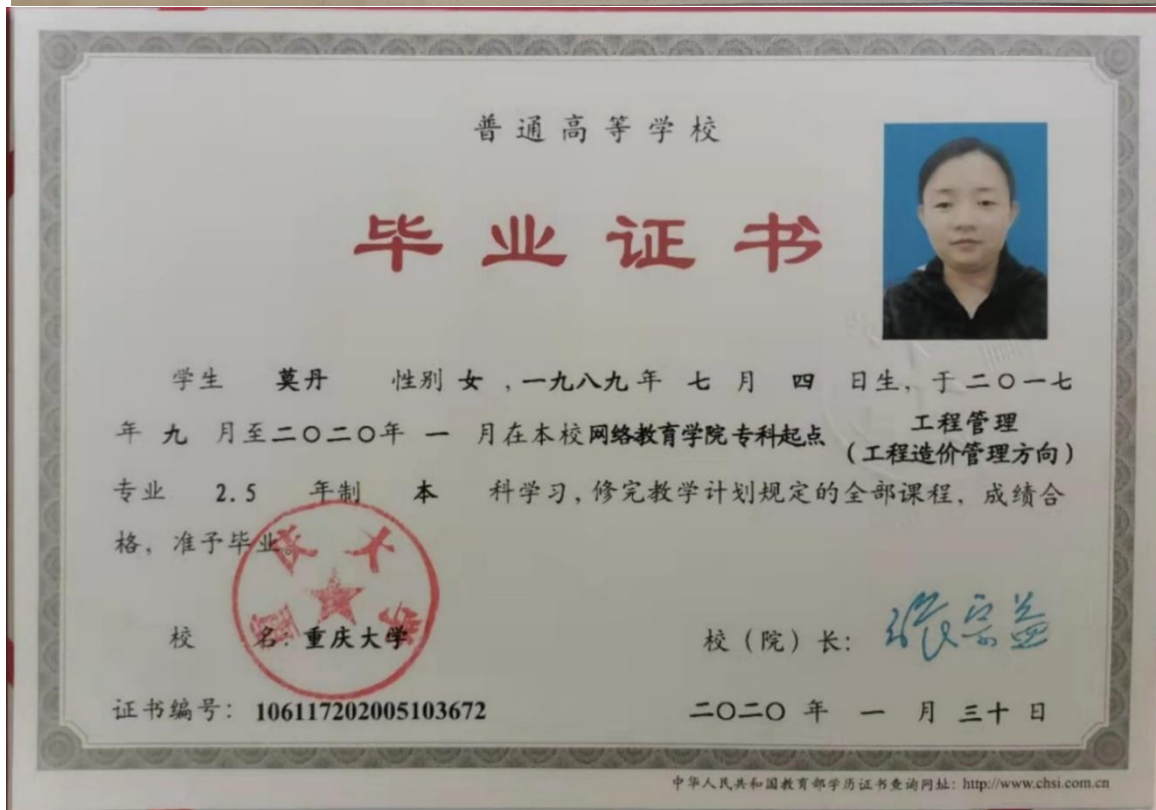 普通高等学校
毕业证书
学生 莫丹 性别 女 ,一九八九年 七 月 四 日生, 于二〇一七
年 九 月至二〇二〇年 一 月在本校网络教育学院专科起点 工程管理
(工程造价管理方向)
专业 2.5 年制 本 科学习, 修完教学计划规定的全部课程, 成绩合
格, 准予毕业。
重庆大学
校 名: 重庆大学 校(院)长: 张宗益
证书编号: 106117202005103672 二〇二〇 年 一 月 三十 日
中华人民共和国教育部学历证书查询网址: http://www.chsi.com.cn